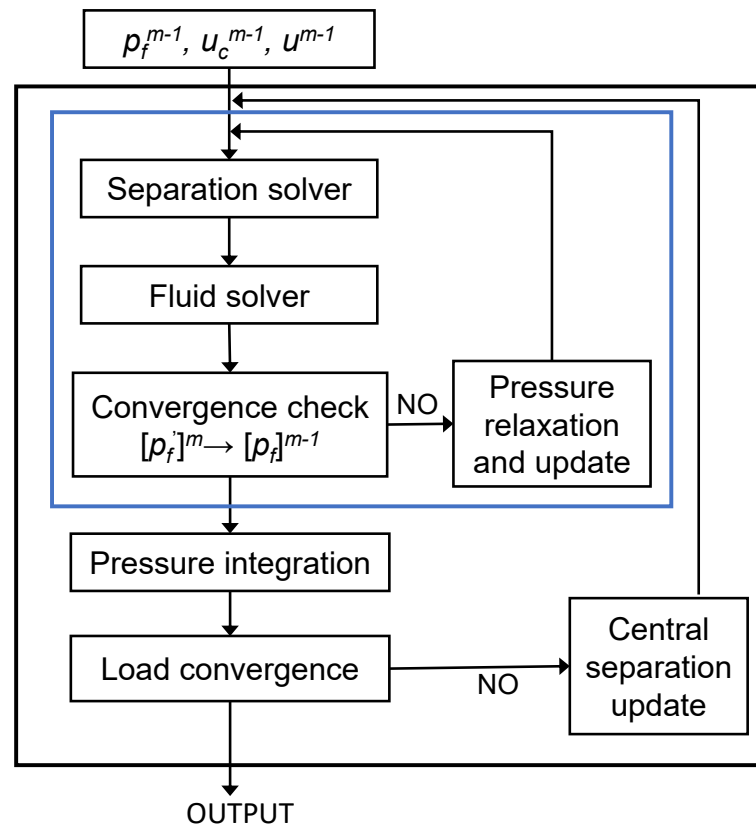 p_f^{m-1}, u_c^{m-1}, u^{m-1}
Separation solver
Fluid solver
Convergence check
[p_f^']^m→ [p_f]^{m-1}
NO
Pressure
relaxation
and update
Pressure integration
Load convergence
NO
Central
separation
update
OUTPUT